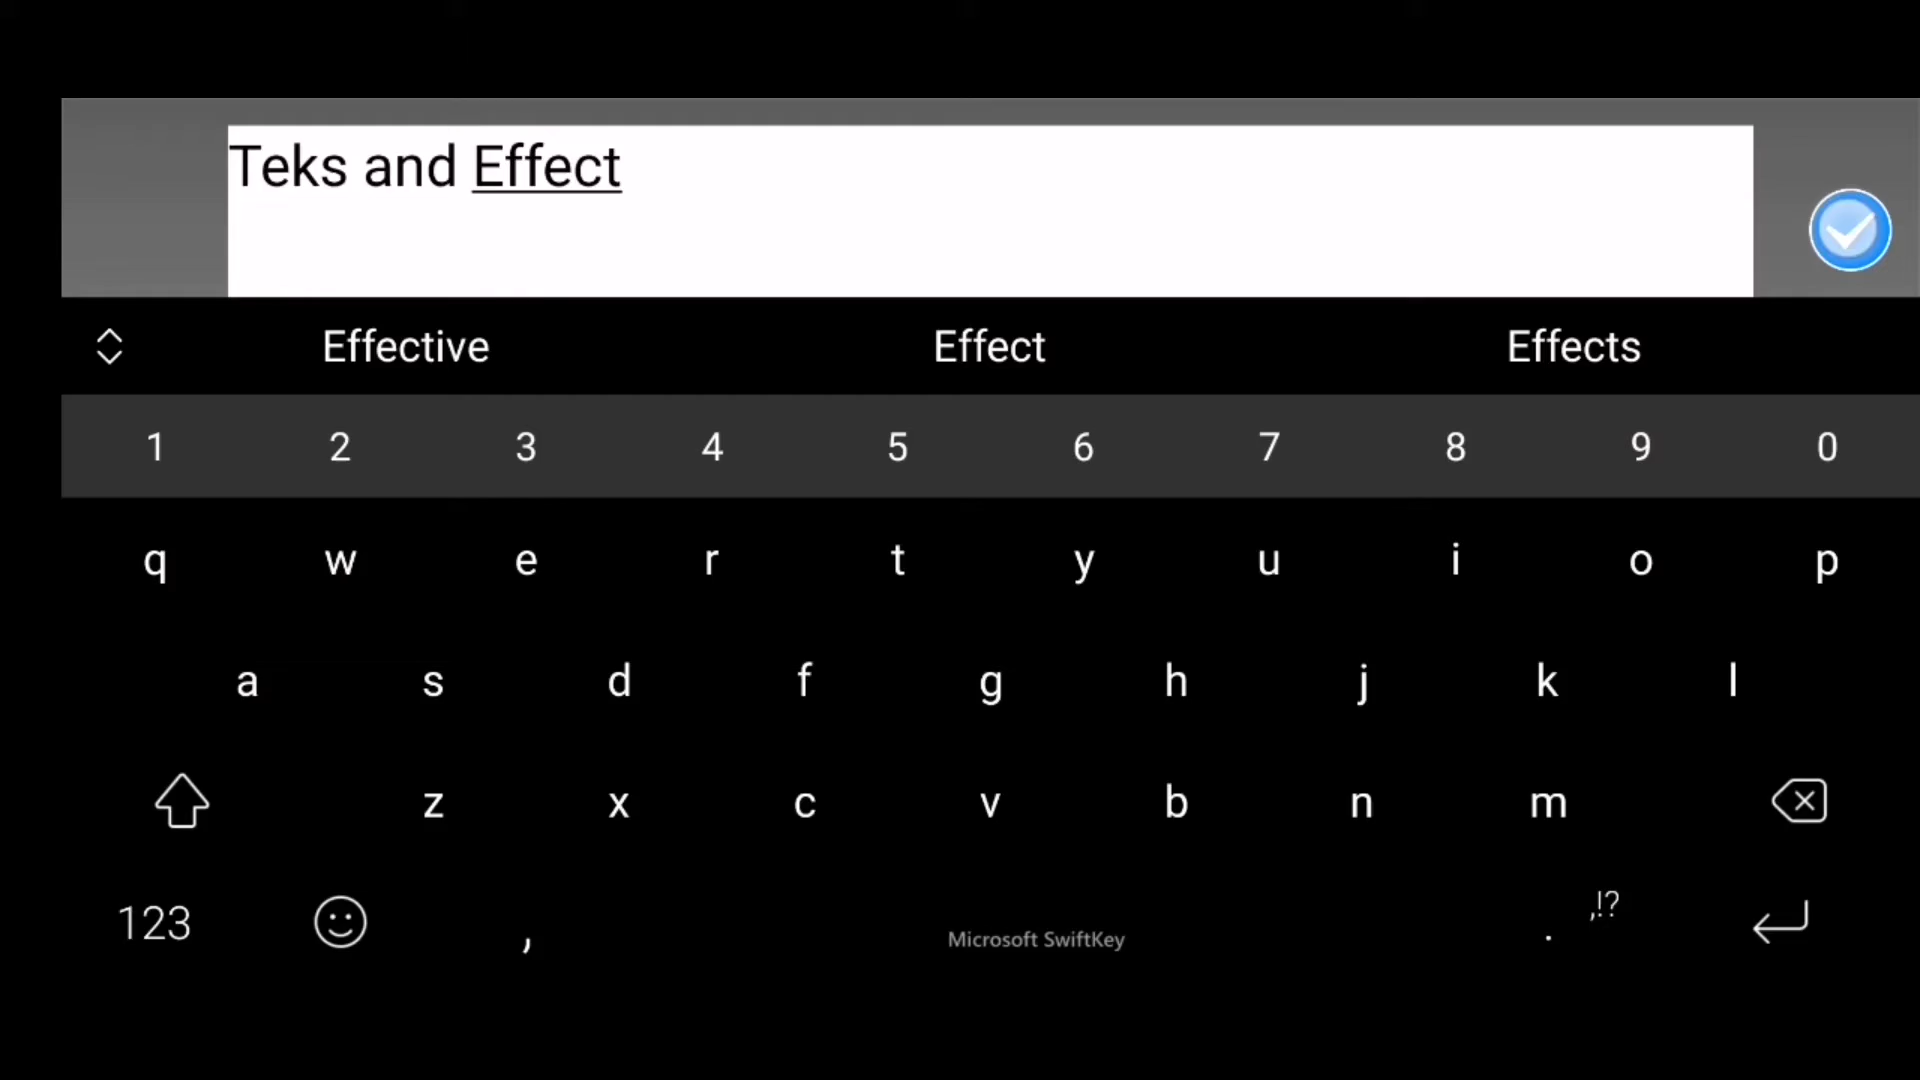 Teks and Effect
Effective Effect Effects
1 2 3 4 5 6 7 8 9 0
q w e r t y u i o p
a s d f g h j k l
z x c v b n m
123 , Microsoft SwiftKey . ,!?